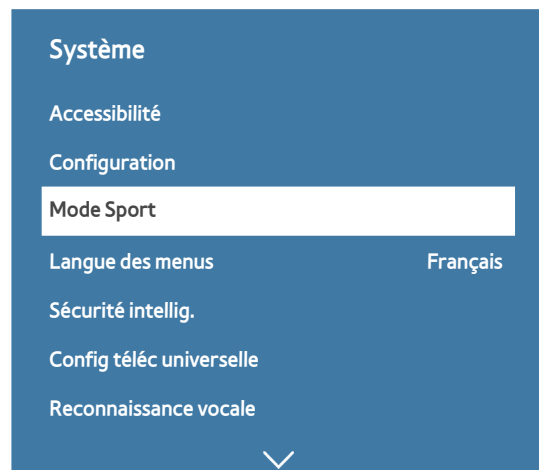 Système
Accessibilité
Configuration
Mode Sport
Langue des menus Français
Sécurité intellig.
Config téléc universelle
Reconnaissance vocale